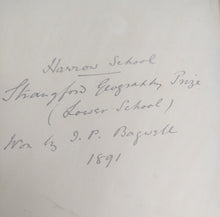 Harrow School
Strangford Geography Prize
(Lower School)
Won by J. P. Bagwell
1891